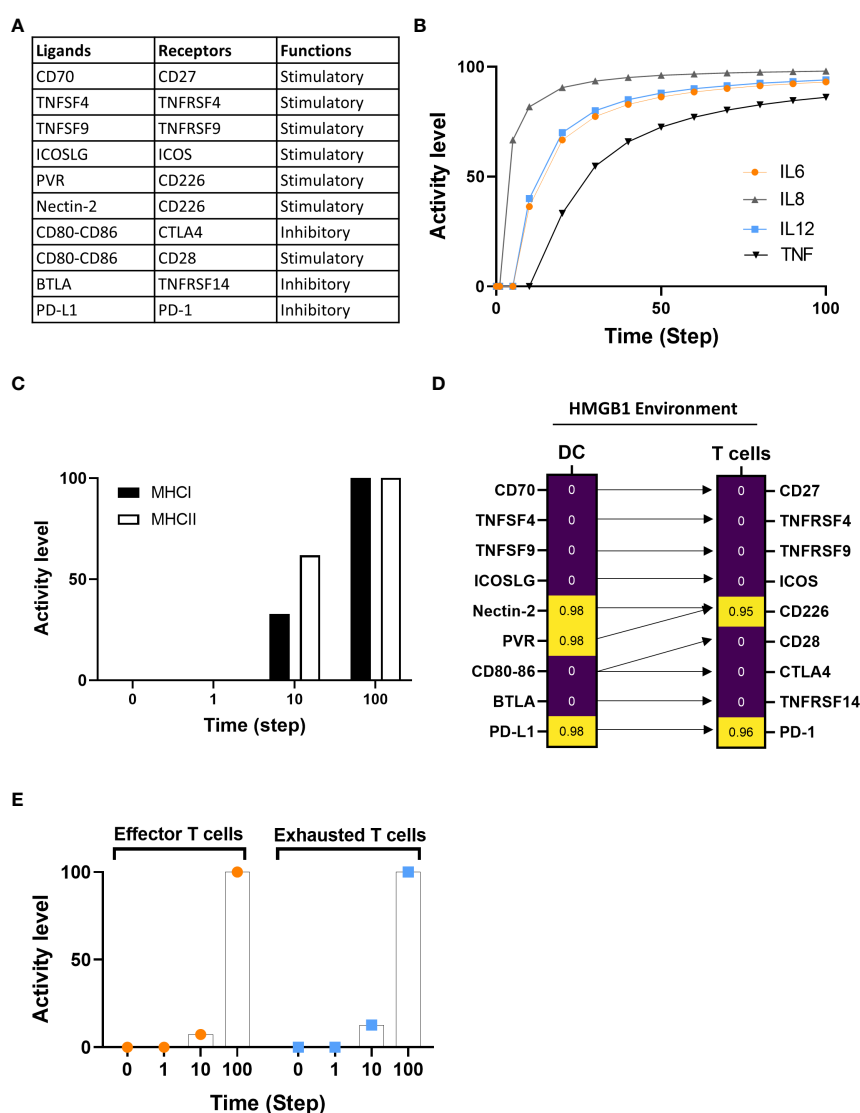 A
Ligands Receptors Functions
CD70 CD27 Stimulatory
TNFSF4 TNFRSF4 Stimulatory
TNFSF9 TNFRSF9 Stimulatory
ICOSLG ICOS Stimulatory
PVR CD226 Stimulatory
Nectin-2 CD226 Stimulatory
CD80-CD86 CTLA4 Inhibitory
CD80-CD86 CD28 Stimulatory
BTLA TNFRSF14 Inhibitory
PD-L1 PD-1 Inhibitory
B
Activity level
100
50
0
0 50 100
Time (Step)
IL6
IL8
IL12
TNF
C
Activity level
100
50
0
MHCI
MHCII
0 1 10 100
Time (step)
D
HMGB1 Environment
DC T cells
CD70 0 0 CD27
TNFSF4 0 0 TNFRSF4
TNFSF9 0 0 TNFRSF9
ICOSLG 0 0 ICOS
Nectin-2 0.98 0.95 CD226
PVR 0.98 0 CD28
CD80-86 0 0 CTLA4
BTLA 0 0 TNFRSF14
PD-L1 0.98 0.96 PD-1
E
Effector T cells Exhausted T cells
Activity level
100
50
0
0 1 10 100 0 1 10 100
Time (Step)